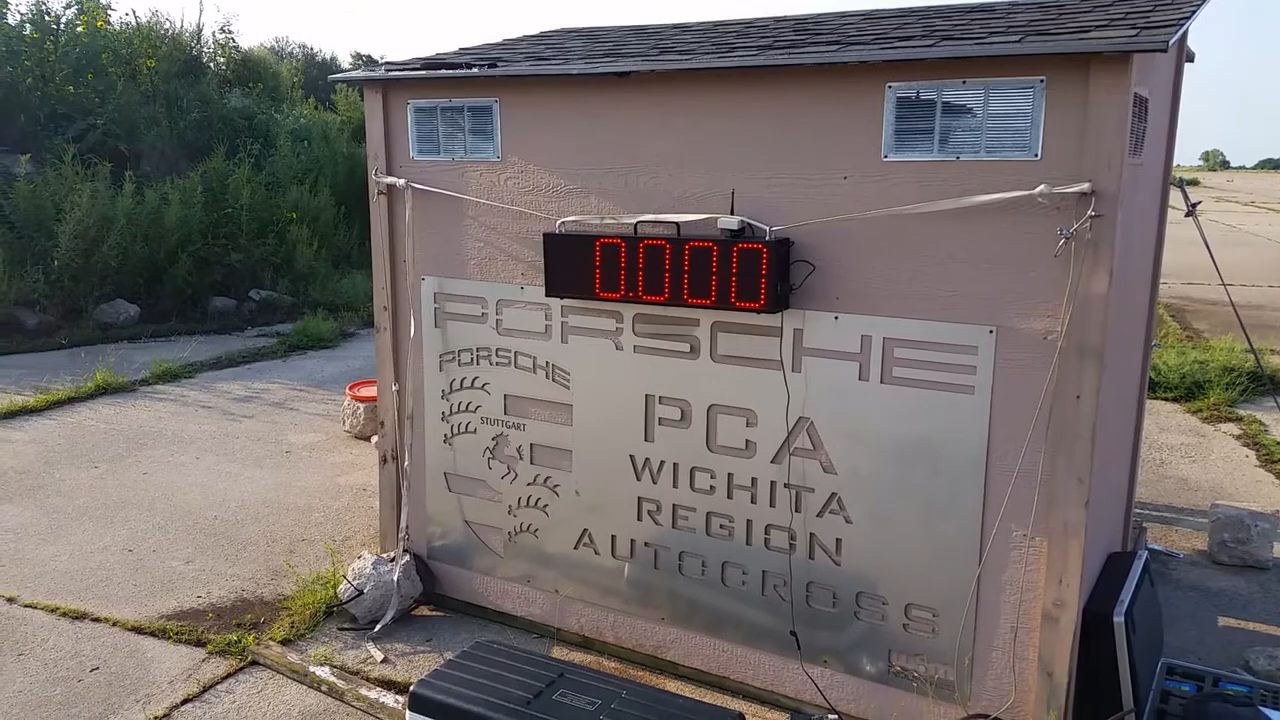 0.000
PORSCHE
PORSCHE
STUTTGART
PCA
WICHITA
REGION
AUTOCROSS